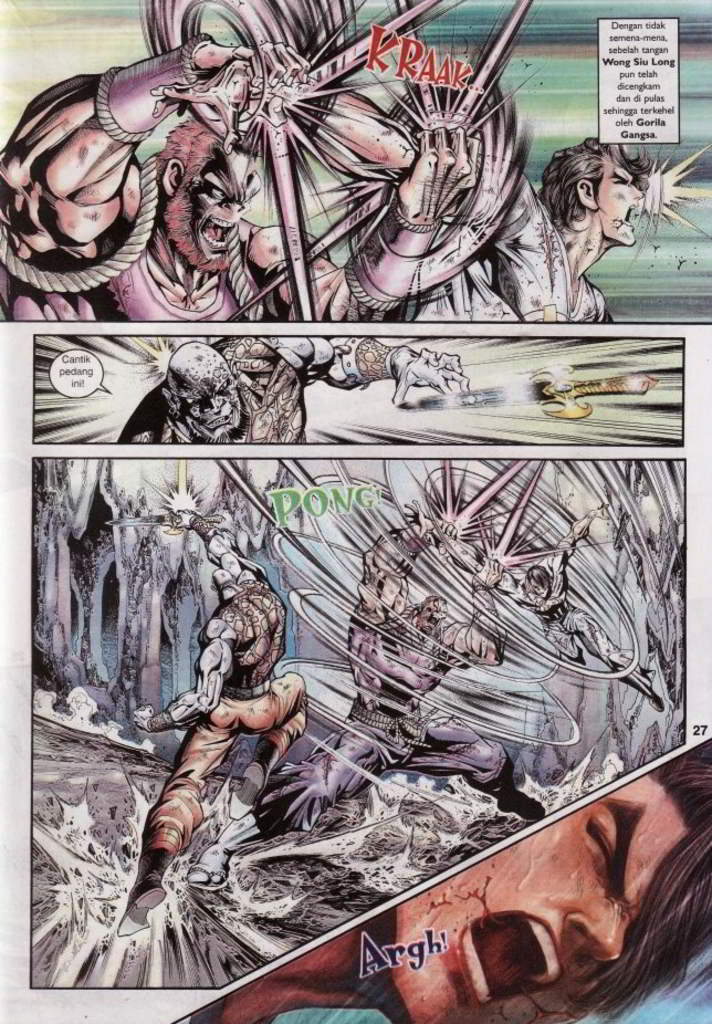 KRAAK..
Dengan tidak
semena-mena,
sebelah tangan
Wong Siu Long
pun telah
dicengkam
dan di pulas
sehingga terkehel
oleh Gorila
Gangsa.
Cantik
pedang
ini!
PONG!
27
Argh!